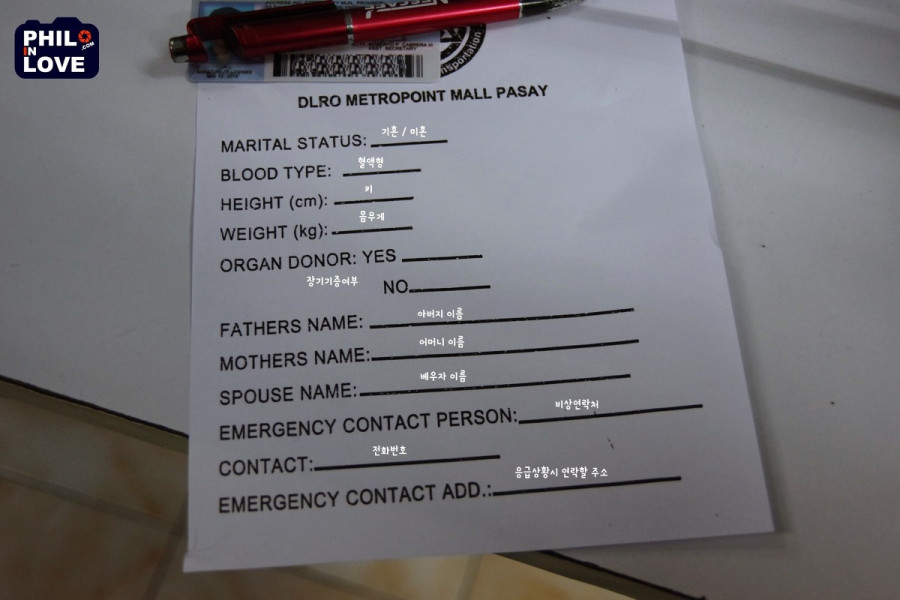 PHIL
IN
.COM
LOVE
CABRERA III
ASST. SECRETARY
DLRO METROPOINT MALL PASAY
MARITAL STATUS: 기혼 / 미혼
BLOOD TYPE: 혈액형
HEIGHT (cm): 키
WEIGHT (kg): 몸무게
ORGAN DONOR: YES
장기기증여부 NO
FATHERS NAME: 아버지 이름
MOTHERS NAME: 어머니 이름
SPOUSE NAME: 배우자 이름
EMERGENCY CONTACT PERSON: 비상연락처
CONTACT: 전화번호
EMERGENCY CONTACT ADD.: 응급상황시 연락할 주소